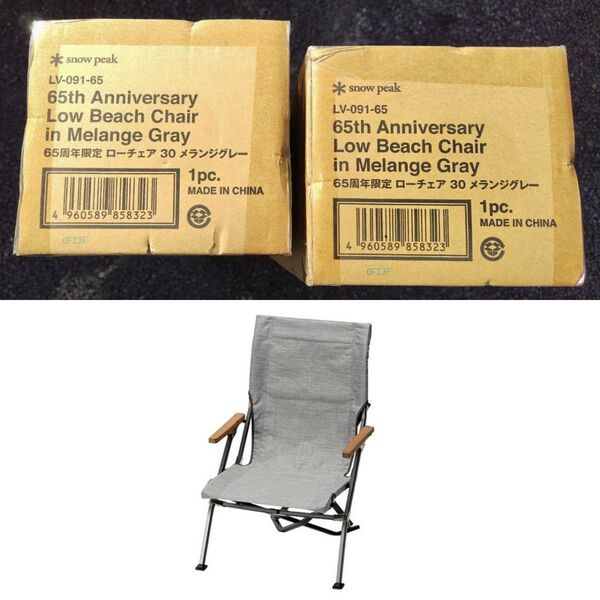 snow peak
LV-091-65
65th Anniversary
Low Beach Chair
in Melange Gray
65周年限定 ローチェア 30 メランジグレー
1pc.
MADE IN CHINA
4 960589 858323
0F23F
snow peak
LV-091-65
65th Anniversary
Low Beach Chair
in Melange Gray
65周年限定 ローチェア 30 メランジグレー
1pc.
MADE IN CHINA
4 960589 858323
0F23F